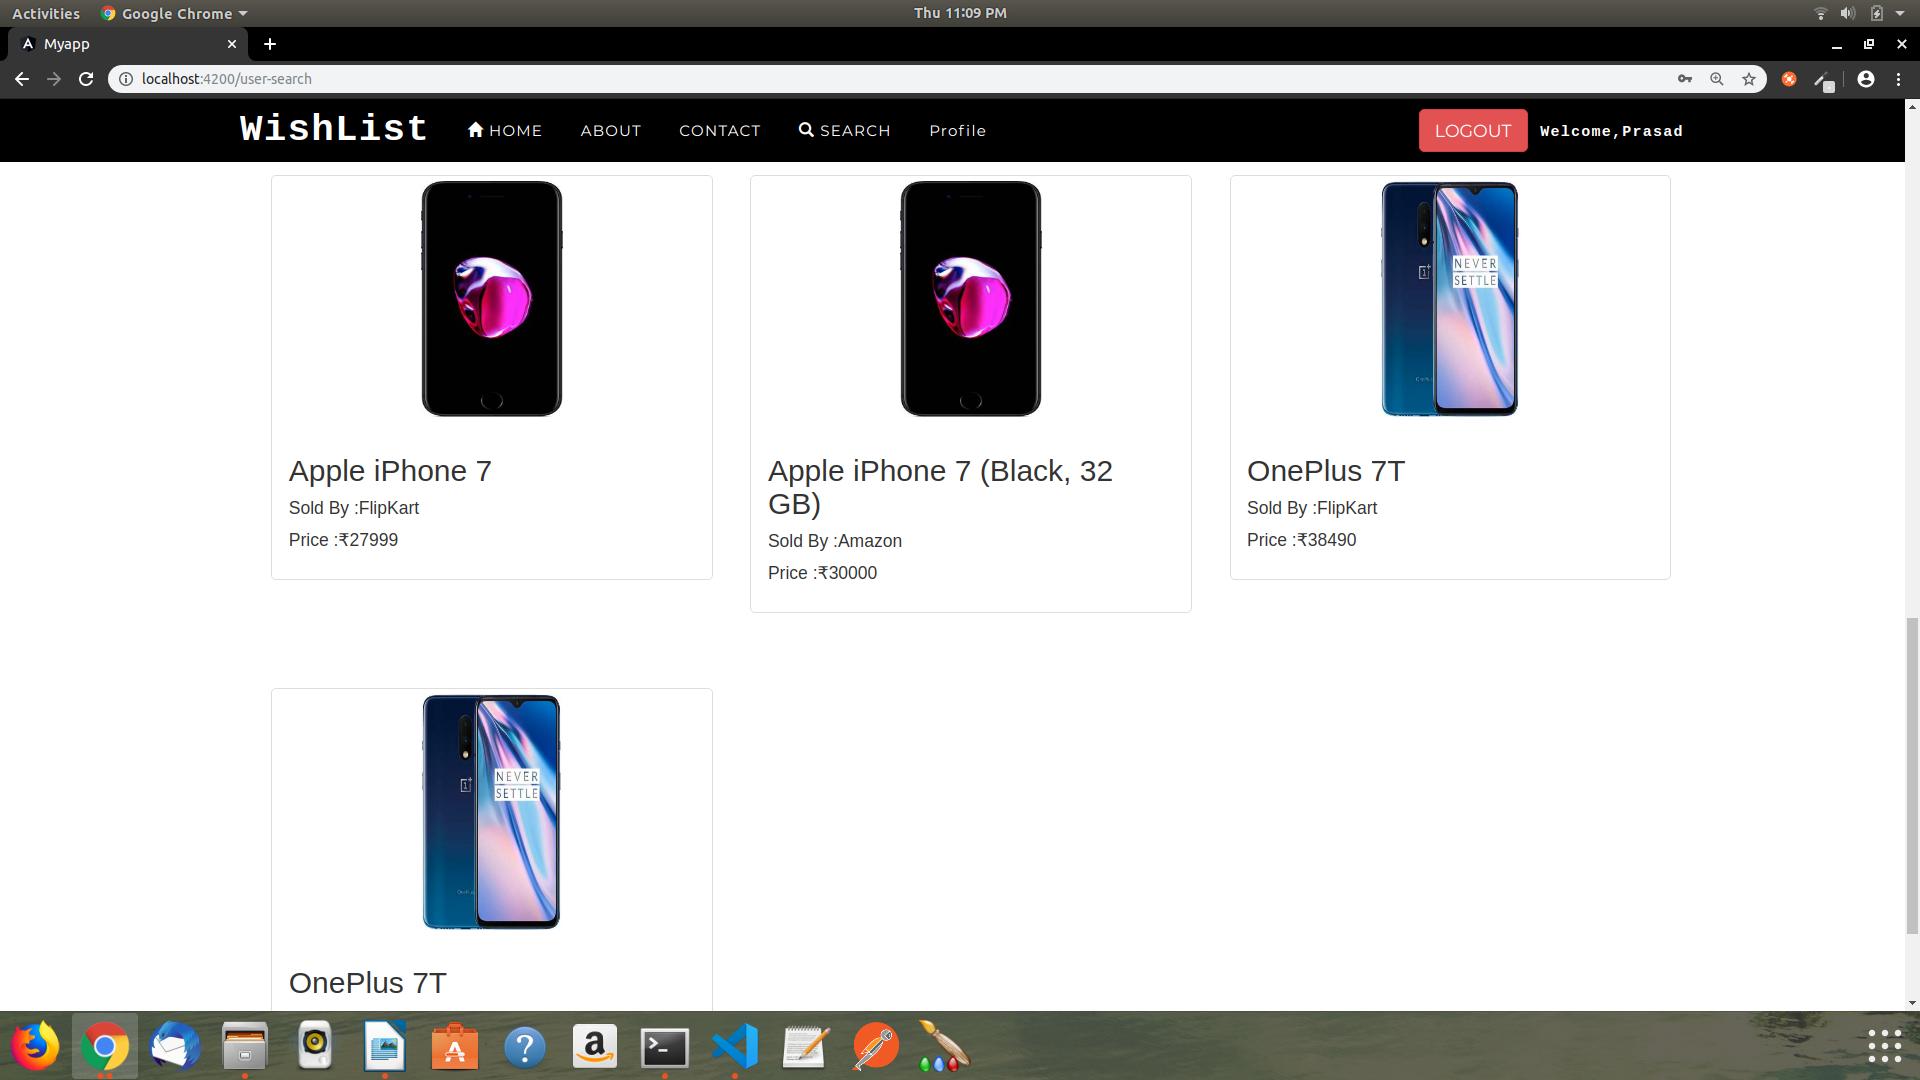 Activities
Google Chrome
Thu 11:09 PM
Myapp
localhost:4200/user-search
WishList
HOME
ABOUT
CONTACT
SEARCH
Profile
LOGOUT
Welcome,Prasad
NEVER
SETTLE
Apple iPhone 7
Sold By :FlipKart
Price :₹27999
Apple iPhone 7 (Black, 32
GB)
Sold By :Amazon
Price :₹30000
OnePlus 7T
Sold By :FlipKart
Price :₹38490
NEVER
SETTLE
OnePlus 7T